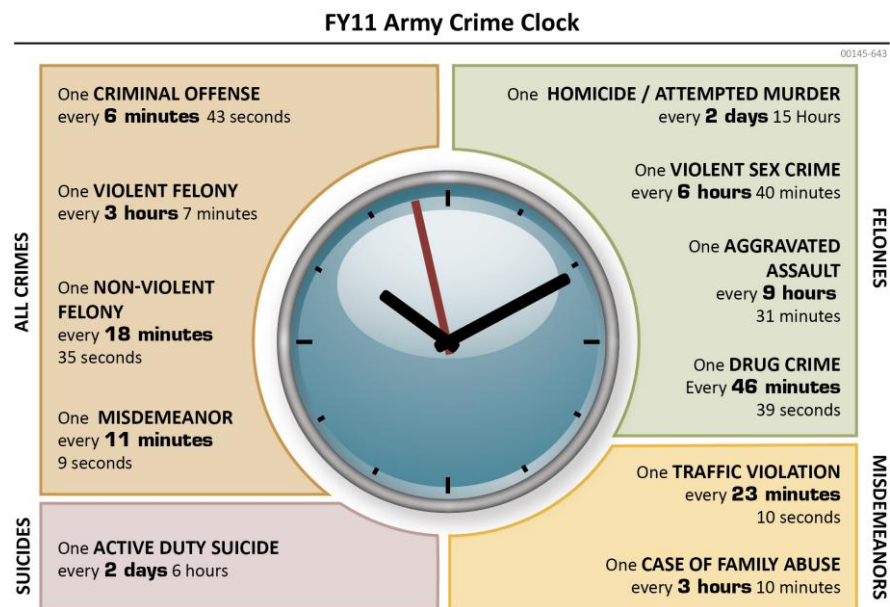 FY11 Army Crime Clock
00145-643
ALL CRIMES
One CRIMINAL OFFENSE
every 6 minutes 43 seconds
One VIOLENT FELONY
every 3 hours 7 minutes
One NON-VIOLENT
FELONY
every 18 minutes
35 seconds
One MISDEMEANOR
every 11 minutes
9 seconds
SUICIDES
One ACTIVE DUTY SUICIDE
every 2 days 6 hours
FELONIES
One HOMICIDE / ATTEMPTED MURDER
every 2 days 15 Hours
One VIOLENT SEX CRIME
every 6 hours 40 minutes
One AGGRAVATED
ASSAULT
every 9 hours
31 minutes
One DRUG CRIME
Every 46 minutes
39 seconds
MISDEMEANORS
One TRAFFIC VIOLATION
every 23 minutes
10 seconds
One CASE OF FAMILY ABUSE
every 3 hours 10 minutes